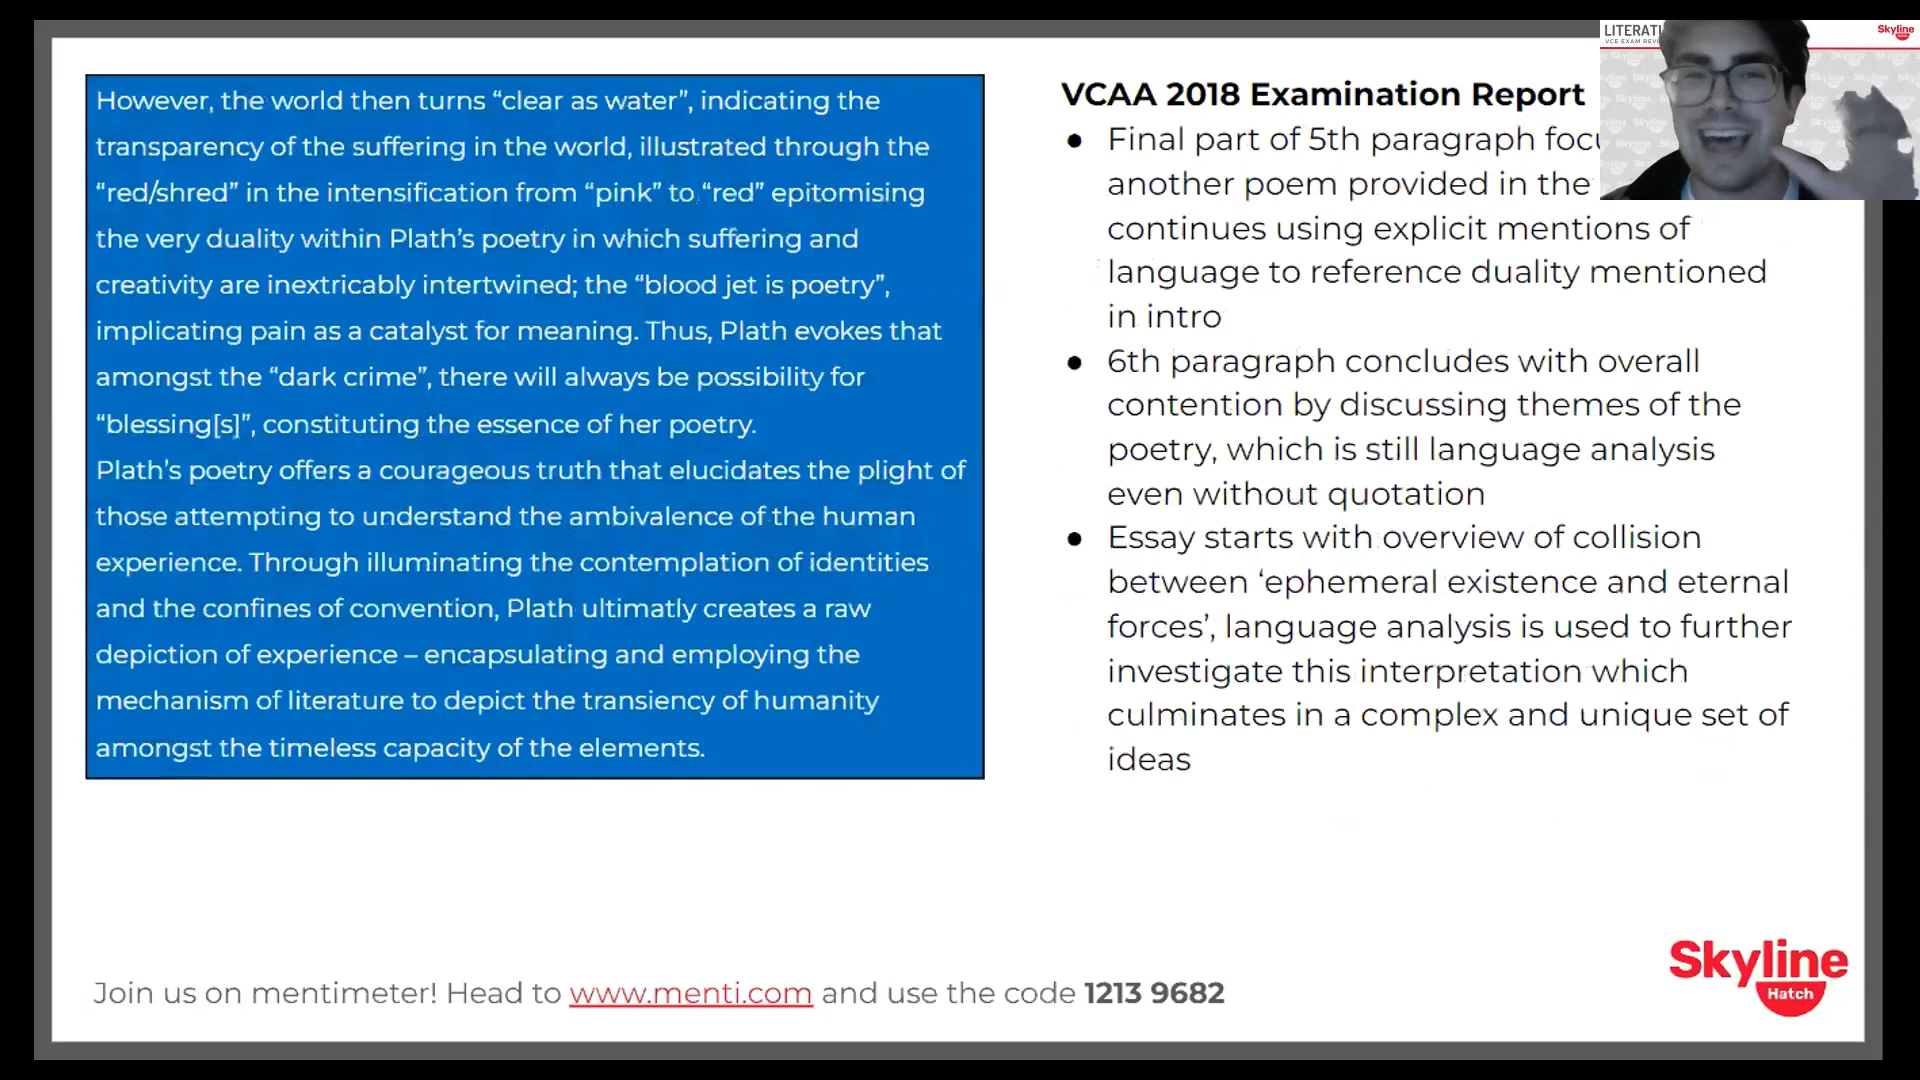 However, the world then turns “clear as water”, indicating the
transparency of the suffering in the world, illustrated through the
“red/shred” in the intensification from “pink” to “red” epitomising
the very duality within Plath’s poetry in which suffering and
creativity are inextricably intertwined; the “blood jet is poetry”,
implicating pain as a catalyst for meaning. Thus, Plath evokes that
amongst the “dark crime”, there will always be possibility for
“blessing[s]”, constituting the essence of her poetry.
Plath’s poetry offers a courageous truth that elucidates the plight of
those attempting to understand the ambivalence of the human
experience. Through illuminating the contemplation of identities
and the confines of convention, Plath ultimatly creates a raw
depiction of experience – encapsulating and employing the
mechanism of literature to depict the transiency of humanity
amongst the timeless capacity of the elements.
VCAA 2018 Examination Report
● Final part of 5th paragraph
another poem provided in the
continues using explicit mentions of
language to reference duality mentioned
in intro
● 6th paragraph concludes with overall
contention by discussing themes of the
poetry, which is still language analysis
even without quotation
● Essay starts with overview of collision
between ‘ephemeral existence and eternal
forces’, language analysis is used to further
investigate this interpretation which
culminates in a complex and unique set of
ideas
Skyline
Join us on mentimeter! Head to www.menti.com and use the code 1213 9682
Skyline
Hatch